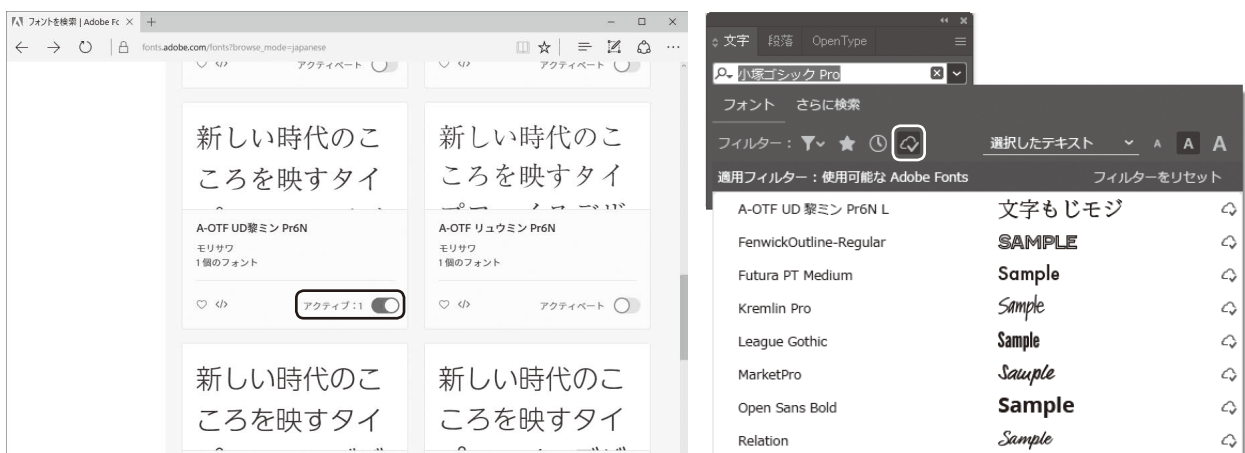 フォントを検索 | Adobe Fc
fonts.adobe.com/fonts?browse_mode=japanese
アクティベート
アクティベート
新しい時代のこ
ころを映すタイ
A-OTF UD黎ミン Pr6N
モリサワ
1個のフォント
アクティブ：1
新しい時代のこ
ころを映すタイ
プフェイスデザ
A-OTF リュウミン Pr6N
モリサワ
1個のフォント
アクティベート
新しい時代のこ
ころを映すタイ
新しい時代のこ
ころを映すタイ
文字 段落 OpenType
小塚ゴシック Pro
フォント さらに検索
フィルター： 選択したテキスト A A A
適用フィルター：使用可能な Adobe Fonts フィルターをリセット
A-OTF UD 黎ミン Pr6N L 文字もじモジ
FenwickOutline-Regular SAMPLE
Futura PT Medium Sample
Kremlin Pro Sample
League Gothic Sample
MarketPro Sample
Open Sans Bold Sample
Relation Sample